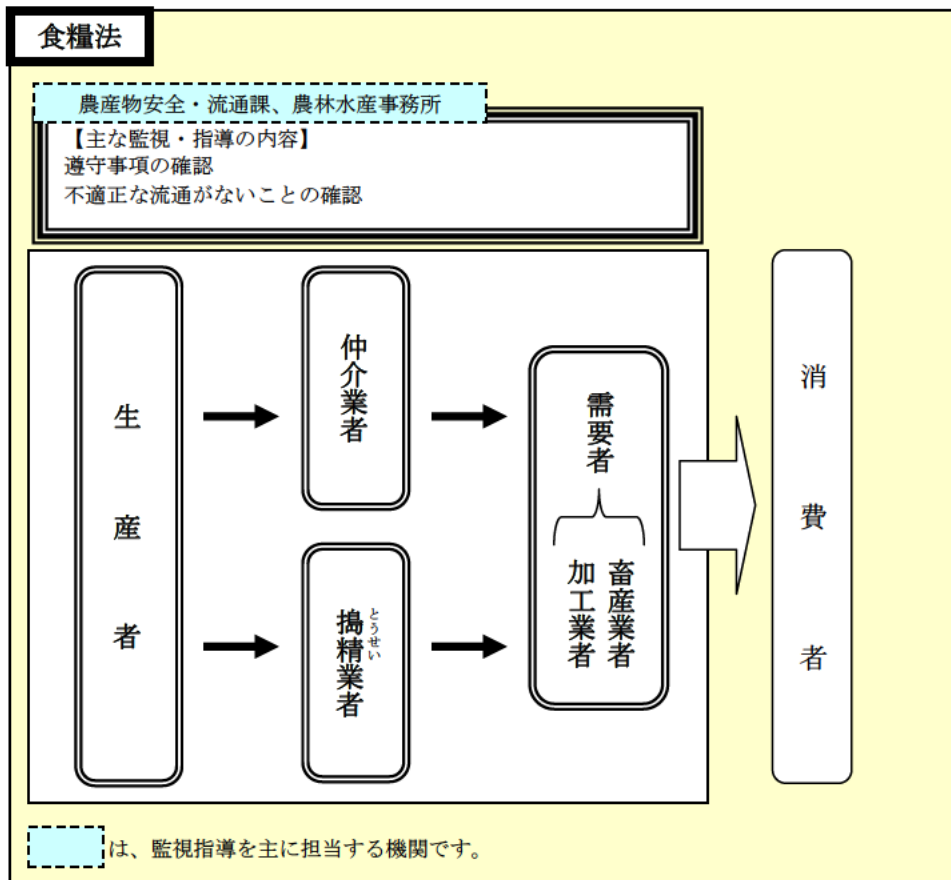 食糧法
農産物安全・流通課、農林水産事務所
【主な監視・指導の内容】
遵守事項の確認
不適正な流通がないことの確認
生産者
仲介業者
搗精業者
とうせい
需要者
畜産業者
加工業者
消費者
は、監視指導を主に担当する機関です。